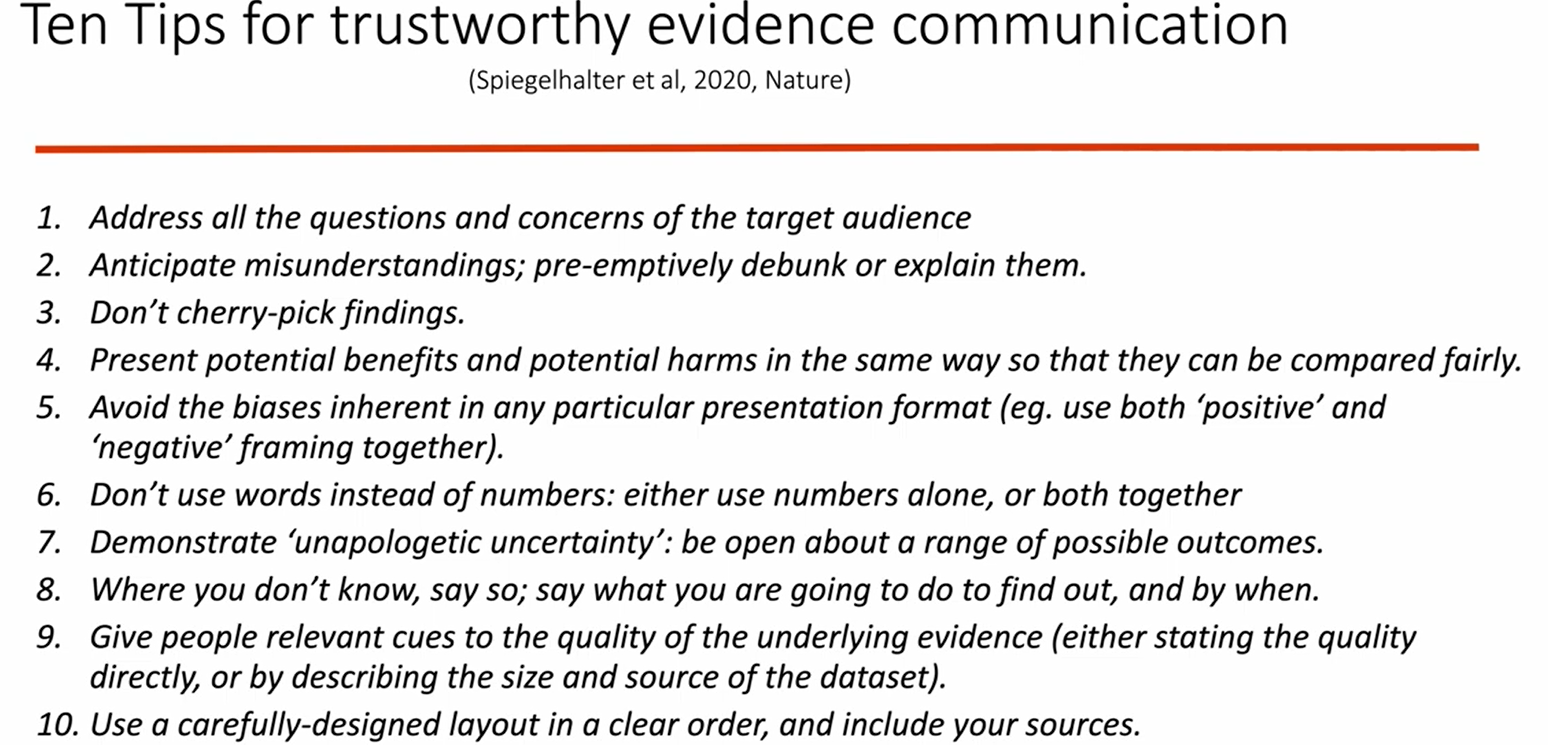 Ten Tips for trustworthy evidence communication
(Spiegelhalter et al, 2020, Nature)
1. Address all the questions and concerns of the target audience
2. Anticipate misunderstandings; pre-emptively debunk or explain them.
3. Don’t cherry-pick findings.
4. Present potential benefits and potential harms in the same way so that they can be compared fairly.
5. Avoid the biases inherent in any particular presentation format (eg. use both ‘positive’ and
‘negative’ framing together).
6. Don’t use words instead of numbers: either use numbers alone, or both together
7. Demonstrate ‘unapologetic uncertainty’: be open about a range of possible outcomes.
8. Where you don’t know, say so; say what you are going to do to find out, and by when.
9. Give people relevant cues to the quality of the underlying evidence (either stating the quality
directly, or by describing the size and source of the dataset).
10. Use a carefully-designed layout in a clear order, and include your sources.